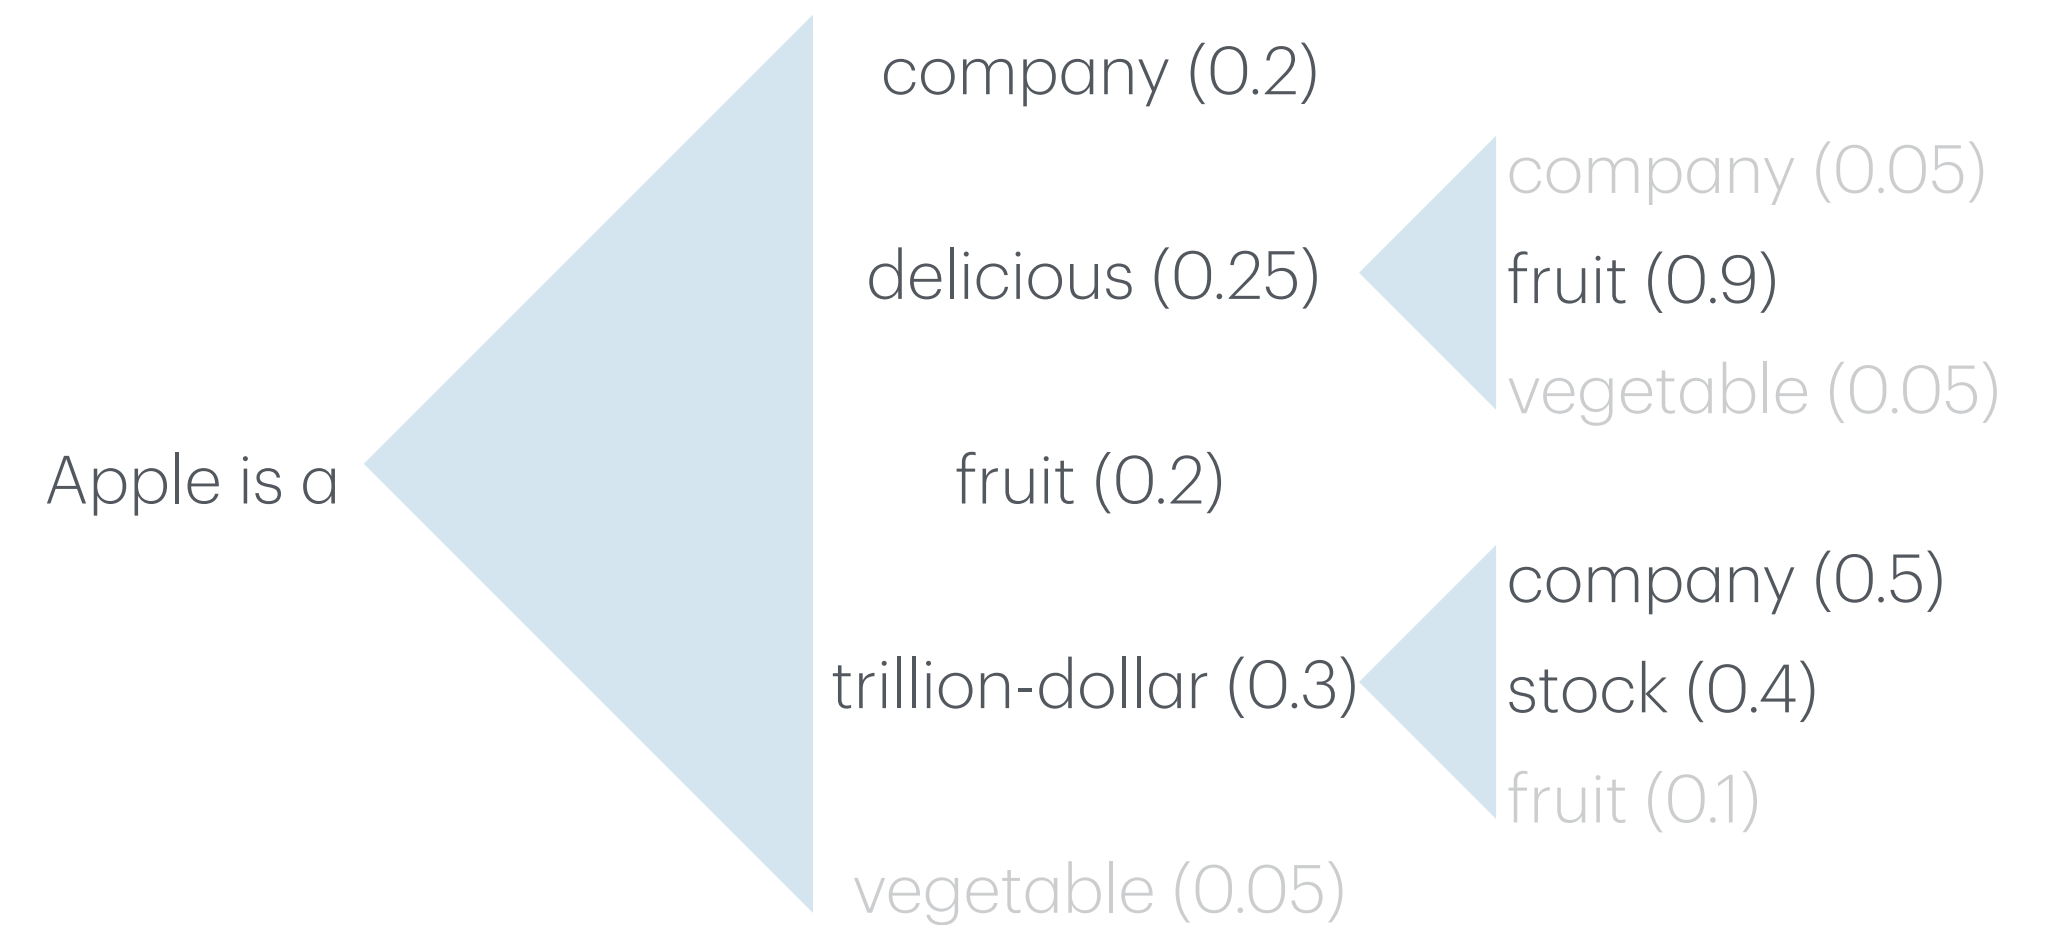 Apple is a
company (0.2)
delicious (0.25)
fruit (0.2)
trillion-dollar (0.3)
vegetable (0.05)
company (0.05)
fruit (0.9)
vegetable (0.05)
company (0.5)
stock (0.4)
fruit (0.1)